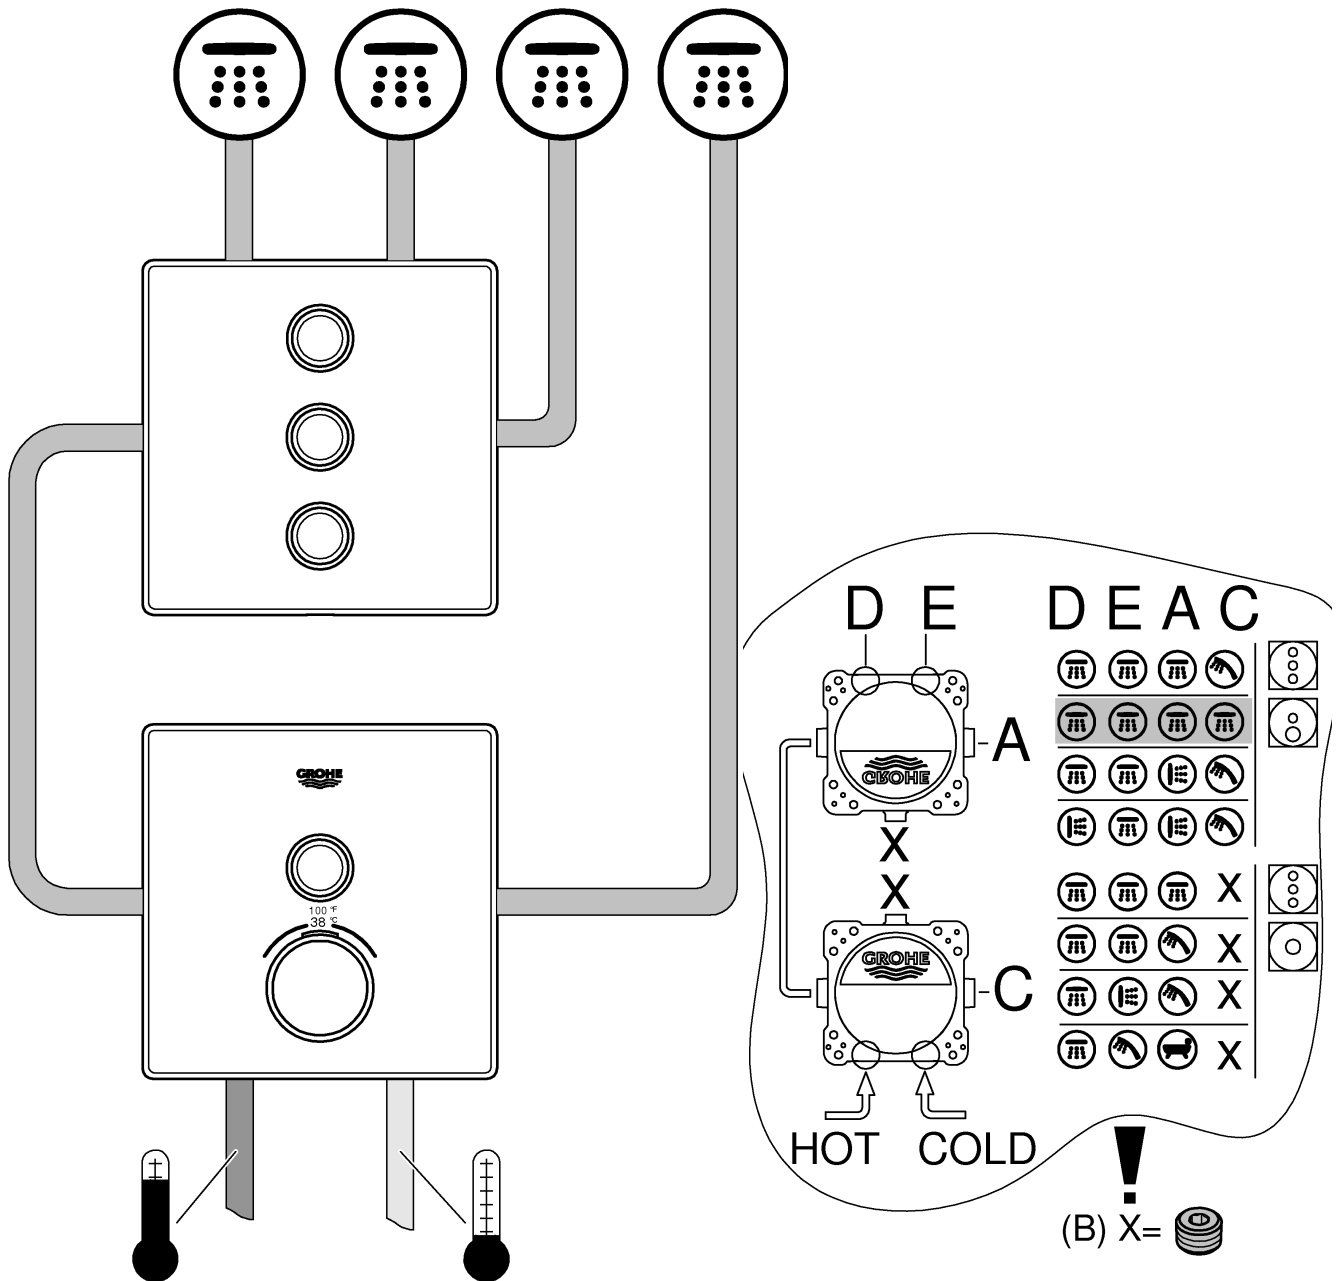 GROHE
100 °F
38 °C
D E
D E A C
A
GROHE
X
X
GROHE
C
X
X
X
X
HOT COLD
!
(B) X=